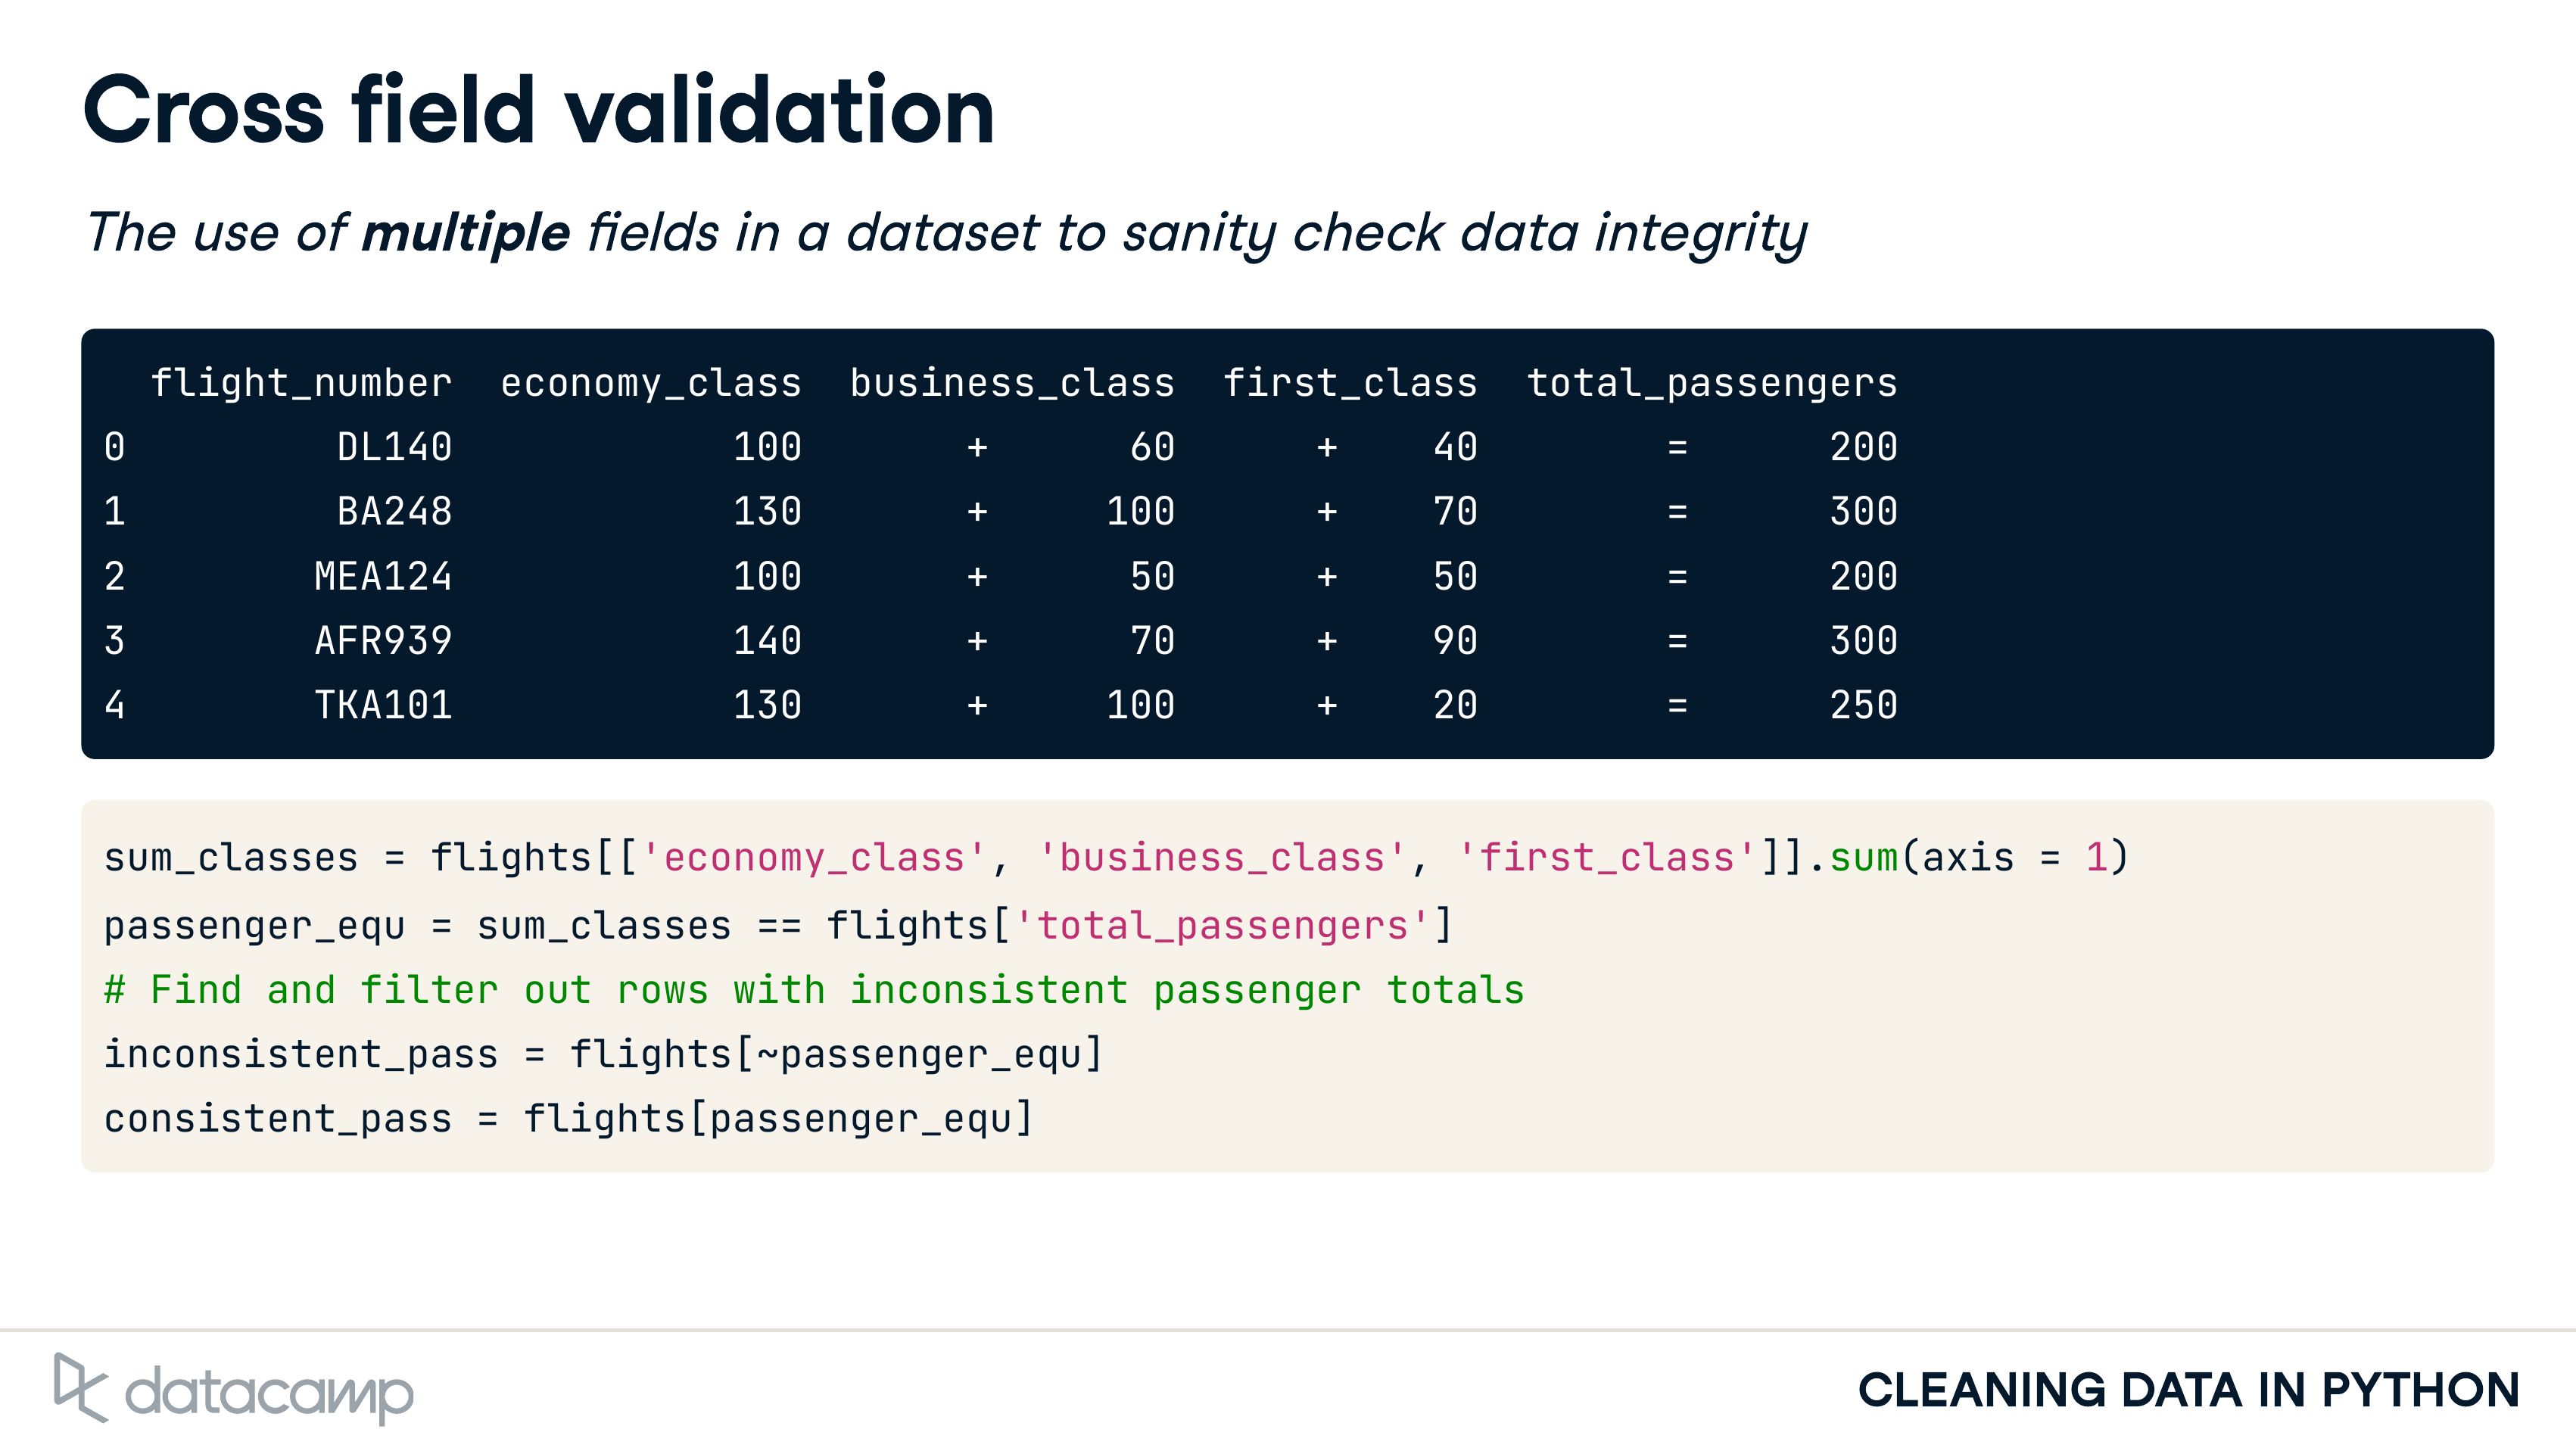 Cross field validation
The use of multiple fields in a dataset to sanity check data integrity
flight_number economy_class business_class first_class total_passengers
0 DL140 100 + 60 + 40 = 200
1 BA248 130 + 100 + 70 = 300
2 MEA124 100 + 50 + 50 = 200
3 AFR939 140 + 70 + 90 = 300
4 TKA101 130 + 100 + 20 = 250
sum_classes = flights[['economy_class', 'business_class', 'first_class']].sum(axis = 1)
passenger_equ = sum_classes == flights['total_passengers']
# Find and filter out rows with inconsistent passenger totals
inconsistent_pass = flights[~passenger_equ]
consistent_pass = flights[passenger_equ]
datacamp
CLEANING DATA IN PYTHON